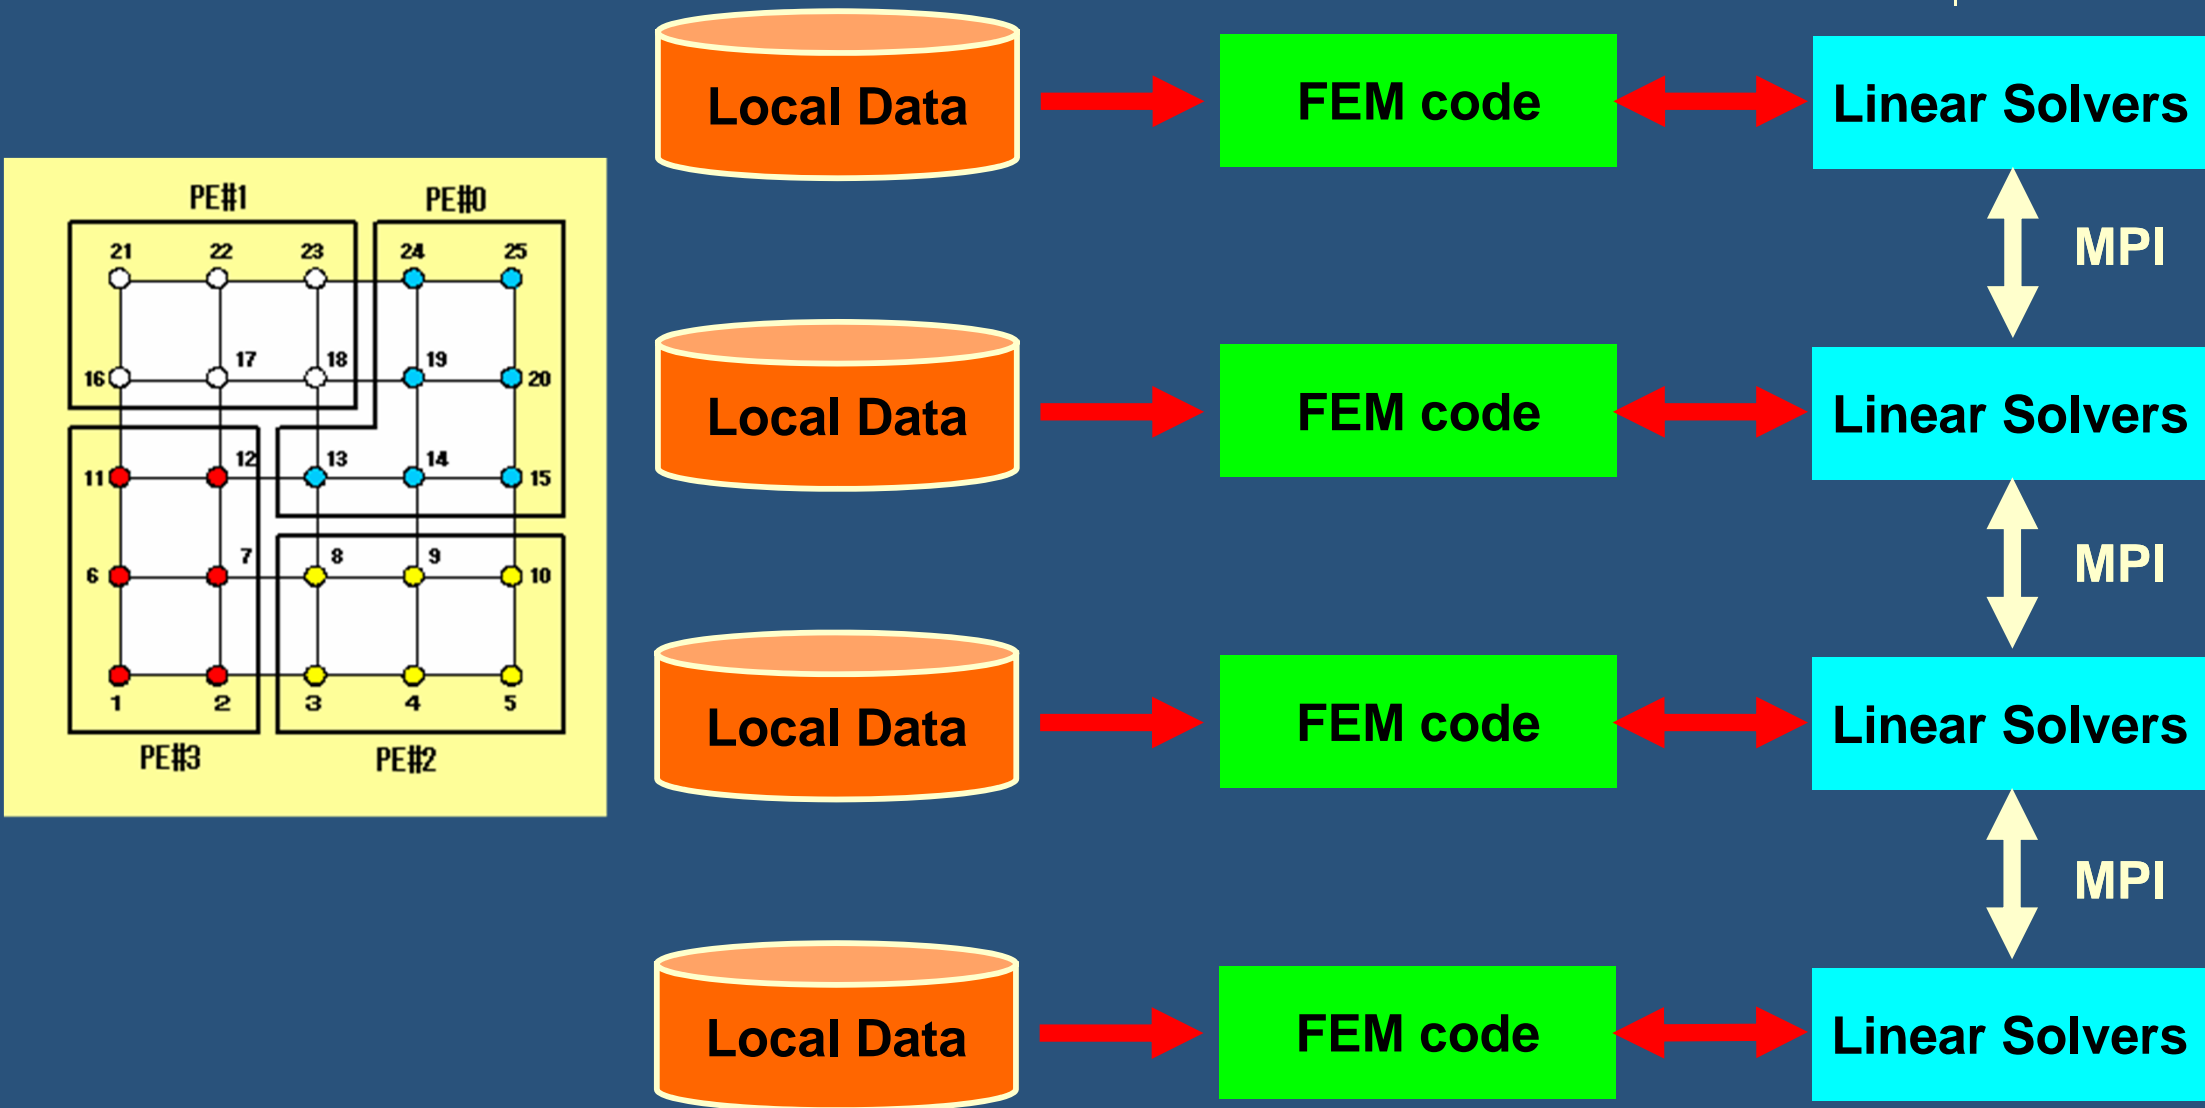 Local Data
FEM code
Linear Solvers
MPI
Local Data
FEM code
Linear Solvers
MPI
Local Data
FEM code
Linear Solvers
MPI
Local Data
FEM code
Linear Solvers
PE#1 PE#0
21 22 23 24 25
16 17 18 19 20
11 12 13 14 15
6 7 8 9 10
1 2 3 4 5
PE#3 PE#2